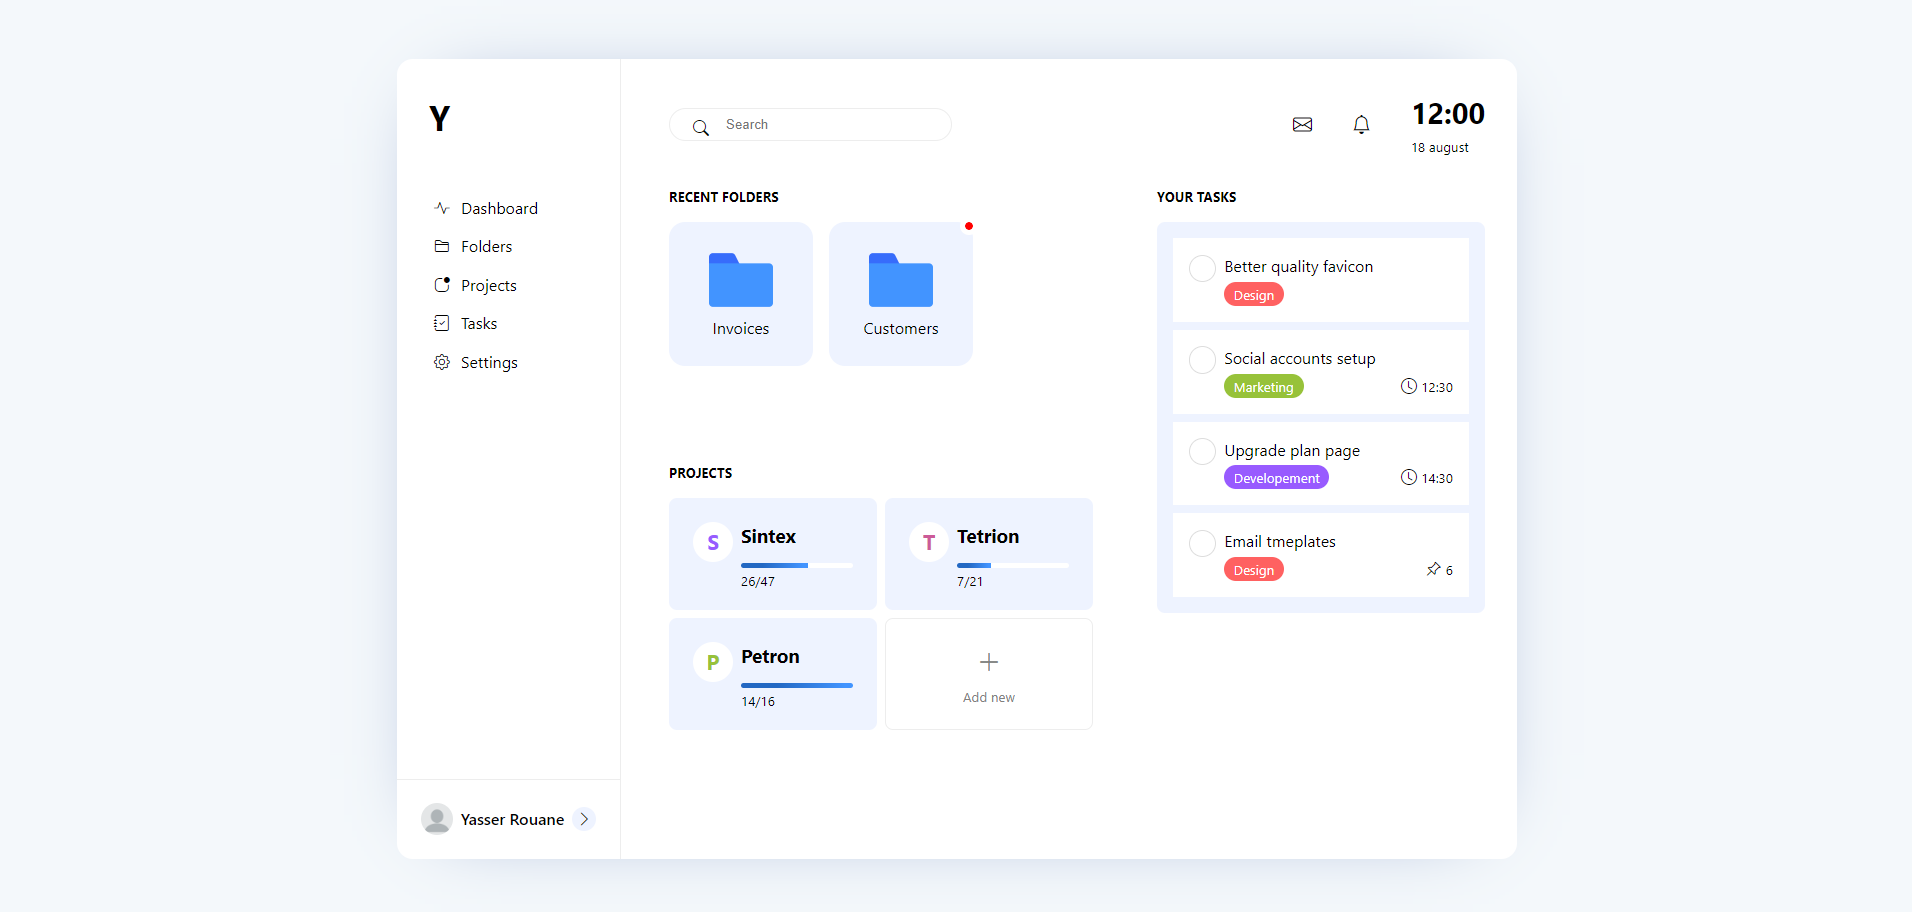 Y
Dashboard
Folders
Projects
Tasks
Settings
Yasser Rouane
Search
12:00
18 august
RECENT FOLDERS
Invoices
Customers
PROJECTS
S
Sintex
26/47
T
Tetrion
7/21
P
Petron
14/16
Add new
YOUR TASKS
Better quality favicon
Design
Social accounts setup
Marketing
12:30
Upgrade plan page
Developement
14:30
Email tmeplates
Design
6